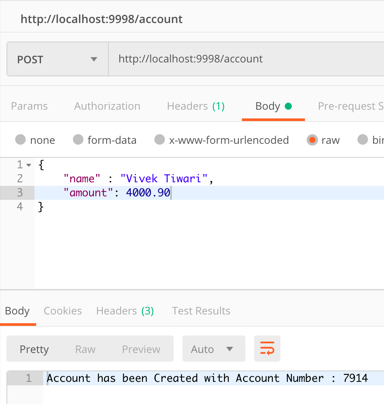 http://localhost:9998/account
POST http://localhost:9998/account
Params Authorization Headers (1) Body Pre-request S
none form-data x-www-form-urlencoded raw bin
1 {
2 "name" : "Vivek Tiwari",
3 "amount": 4000.90
4 }
Body Cookies Headers (3) Test Results
Pretty Raw Preview Auto
1 Account has been Created with Account Number : 7914